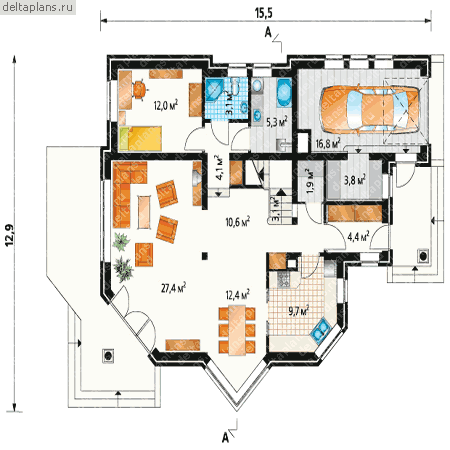 deltaplans.ru
15,5
A
12,0 м²
3,1 м²
5,3 м²
16,8 м²
4,1 м²
1,9 м²
3,8 м²
10,6 м²
3,1 м²
4,4 м²
12,9
27,4 м²
12,4 м²
9,7 м²
A